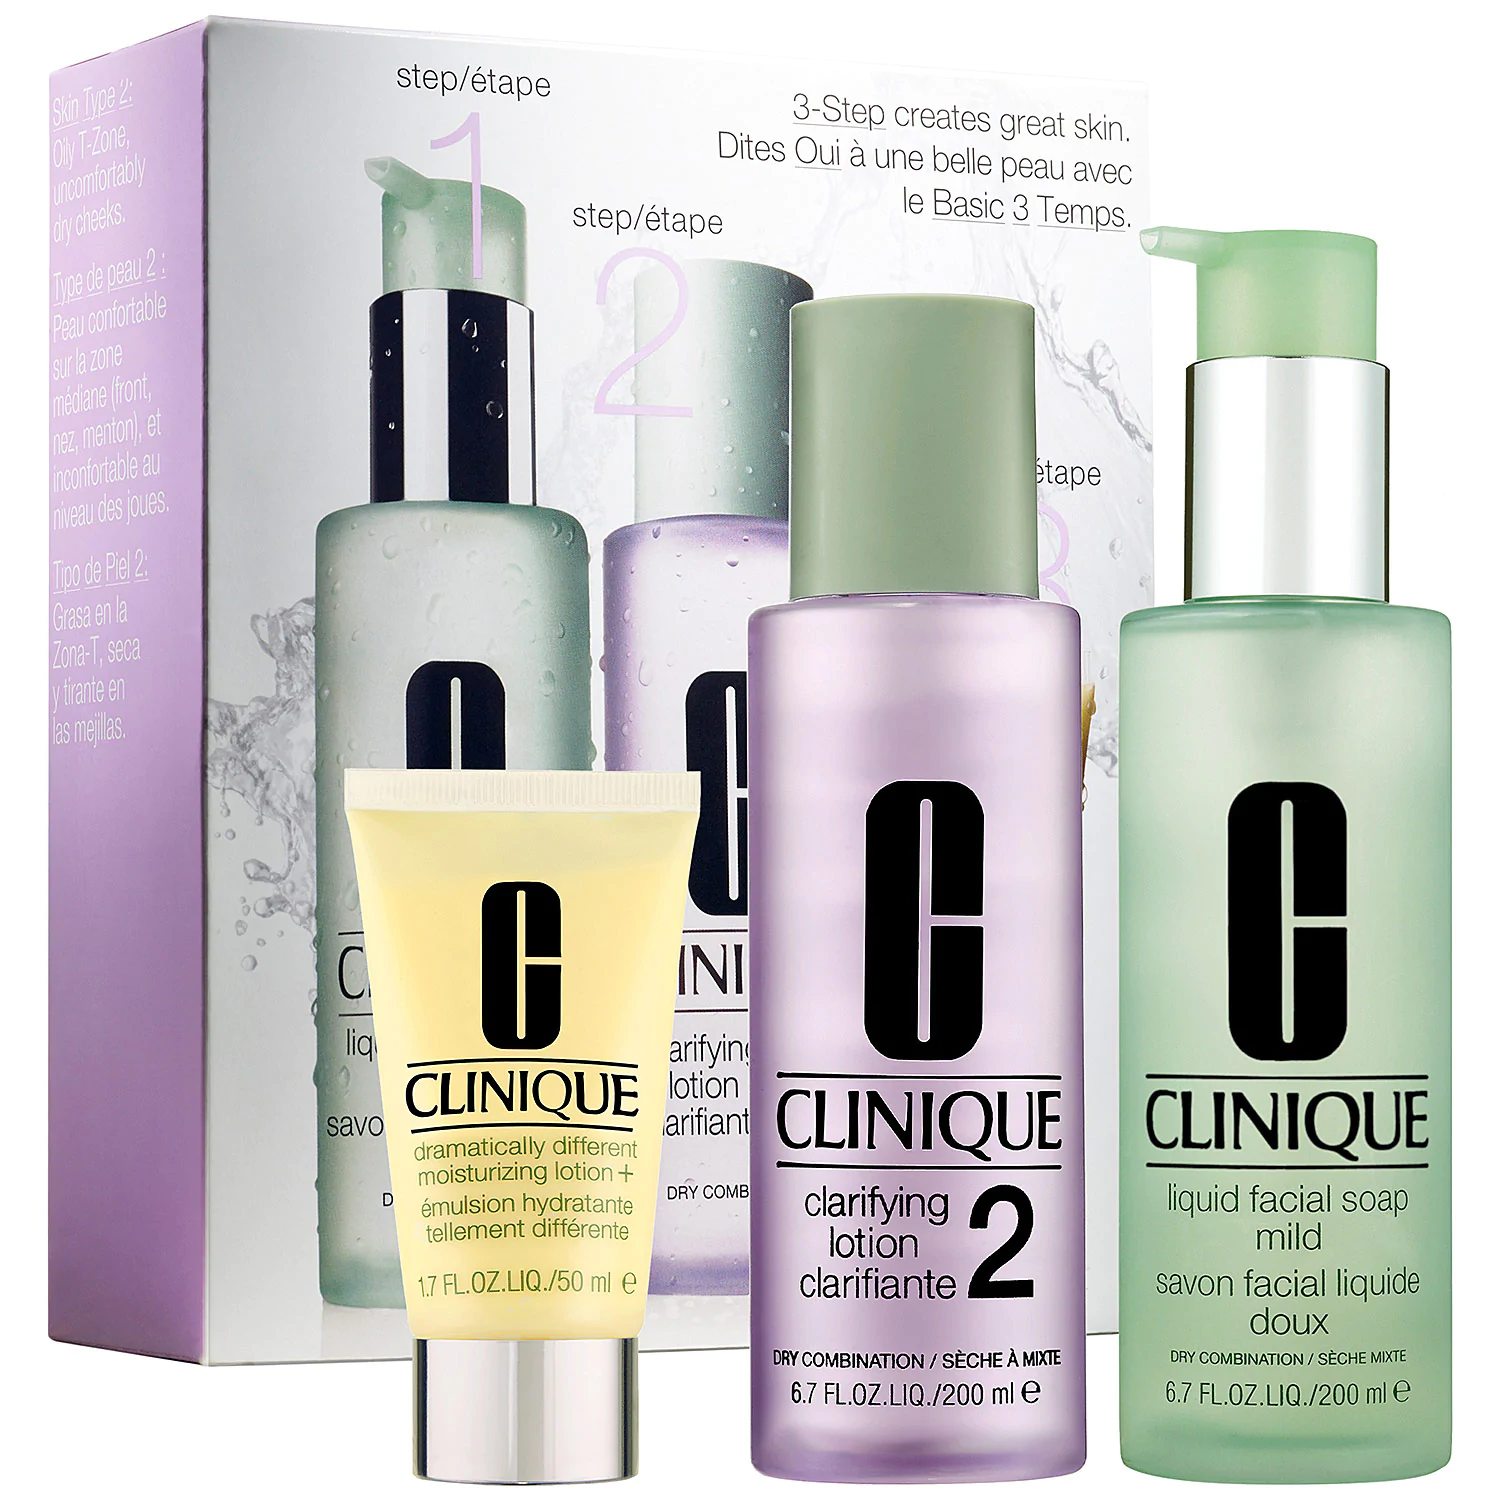 Skin Type 2:
Oily T-Zone,
uncomfortably
dry cheeks.
Type de peau 2 :
Peau confortable
sur la zone
médiane (front,
nez, menton), et
inconfortable au
niveau des joues.
Tipo de Piel 2:
Grasa en la
Zona-T, seca
y tirante en
las mejillas.
step/étape
1
step/étape
2
3-Step creates great skin.
Dites Oui à une belle peau avec
le Basic 3 Temps.
étape
3
C
CLINIQUE
dramatically different
moisturizing lotion+
émulsion hydratante
tellement différente
1.7 FL.OZ.LIQ./50 ml ℮
C
CLINIQUE
clarifying
lotion 2
clarifiante
DRY COMBINATION / SÈCHE À MIXTE
6.7 FL.OZ.LIQ./200 ml ℮
C
CLINIQUE
liquid facial soap
mild
savon facial liquide
doux
DRY COMBINATION / SÈCHE MIXTE
6.7 FL.OZ.LIQ./200 ml ℮